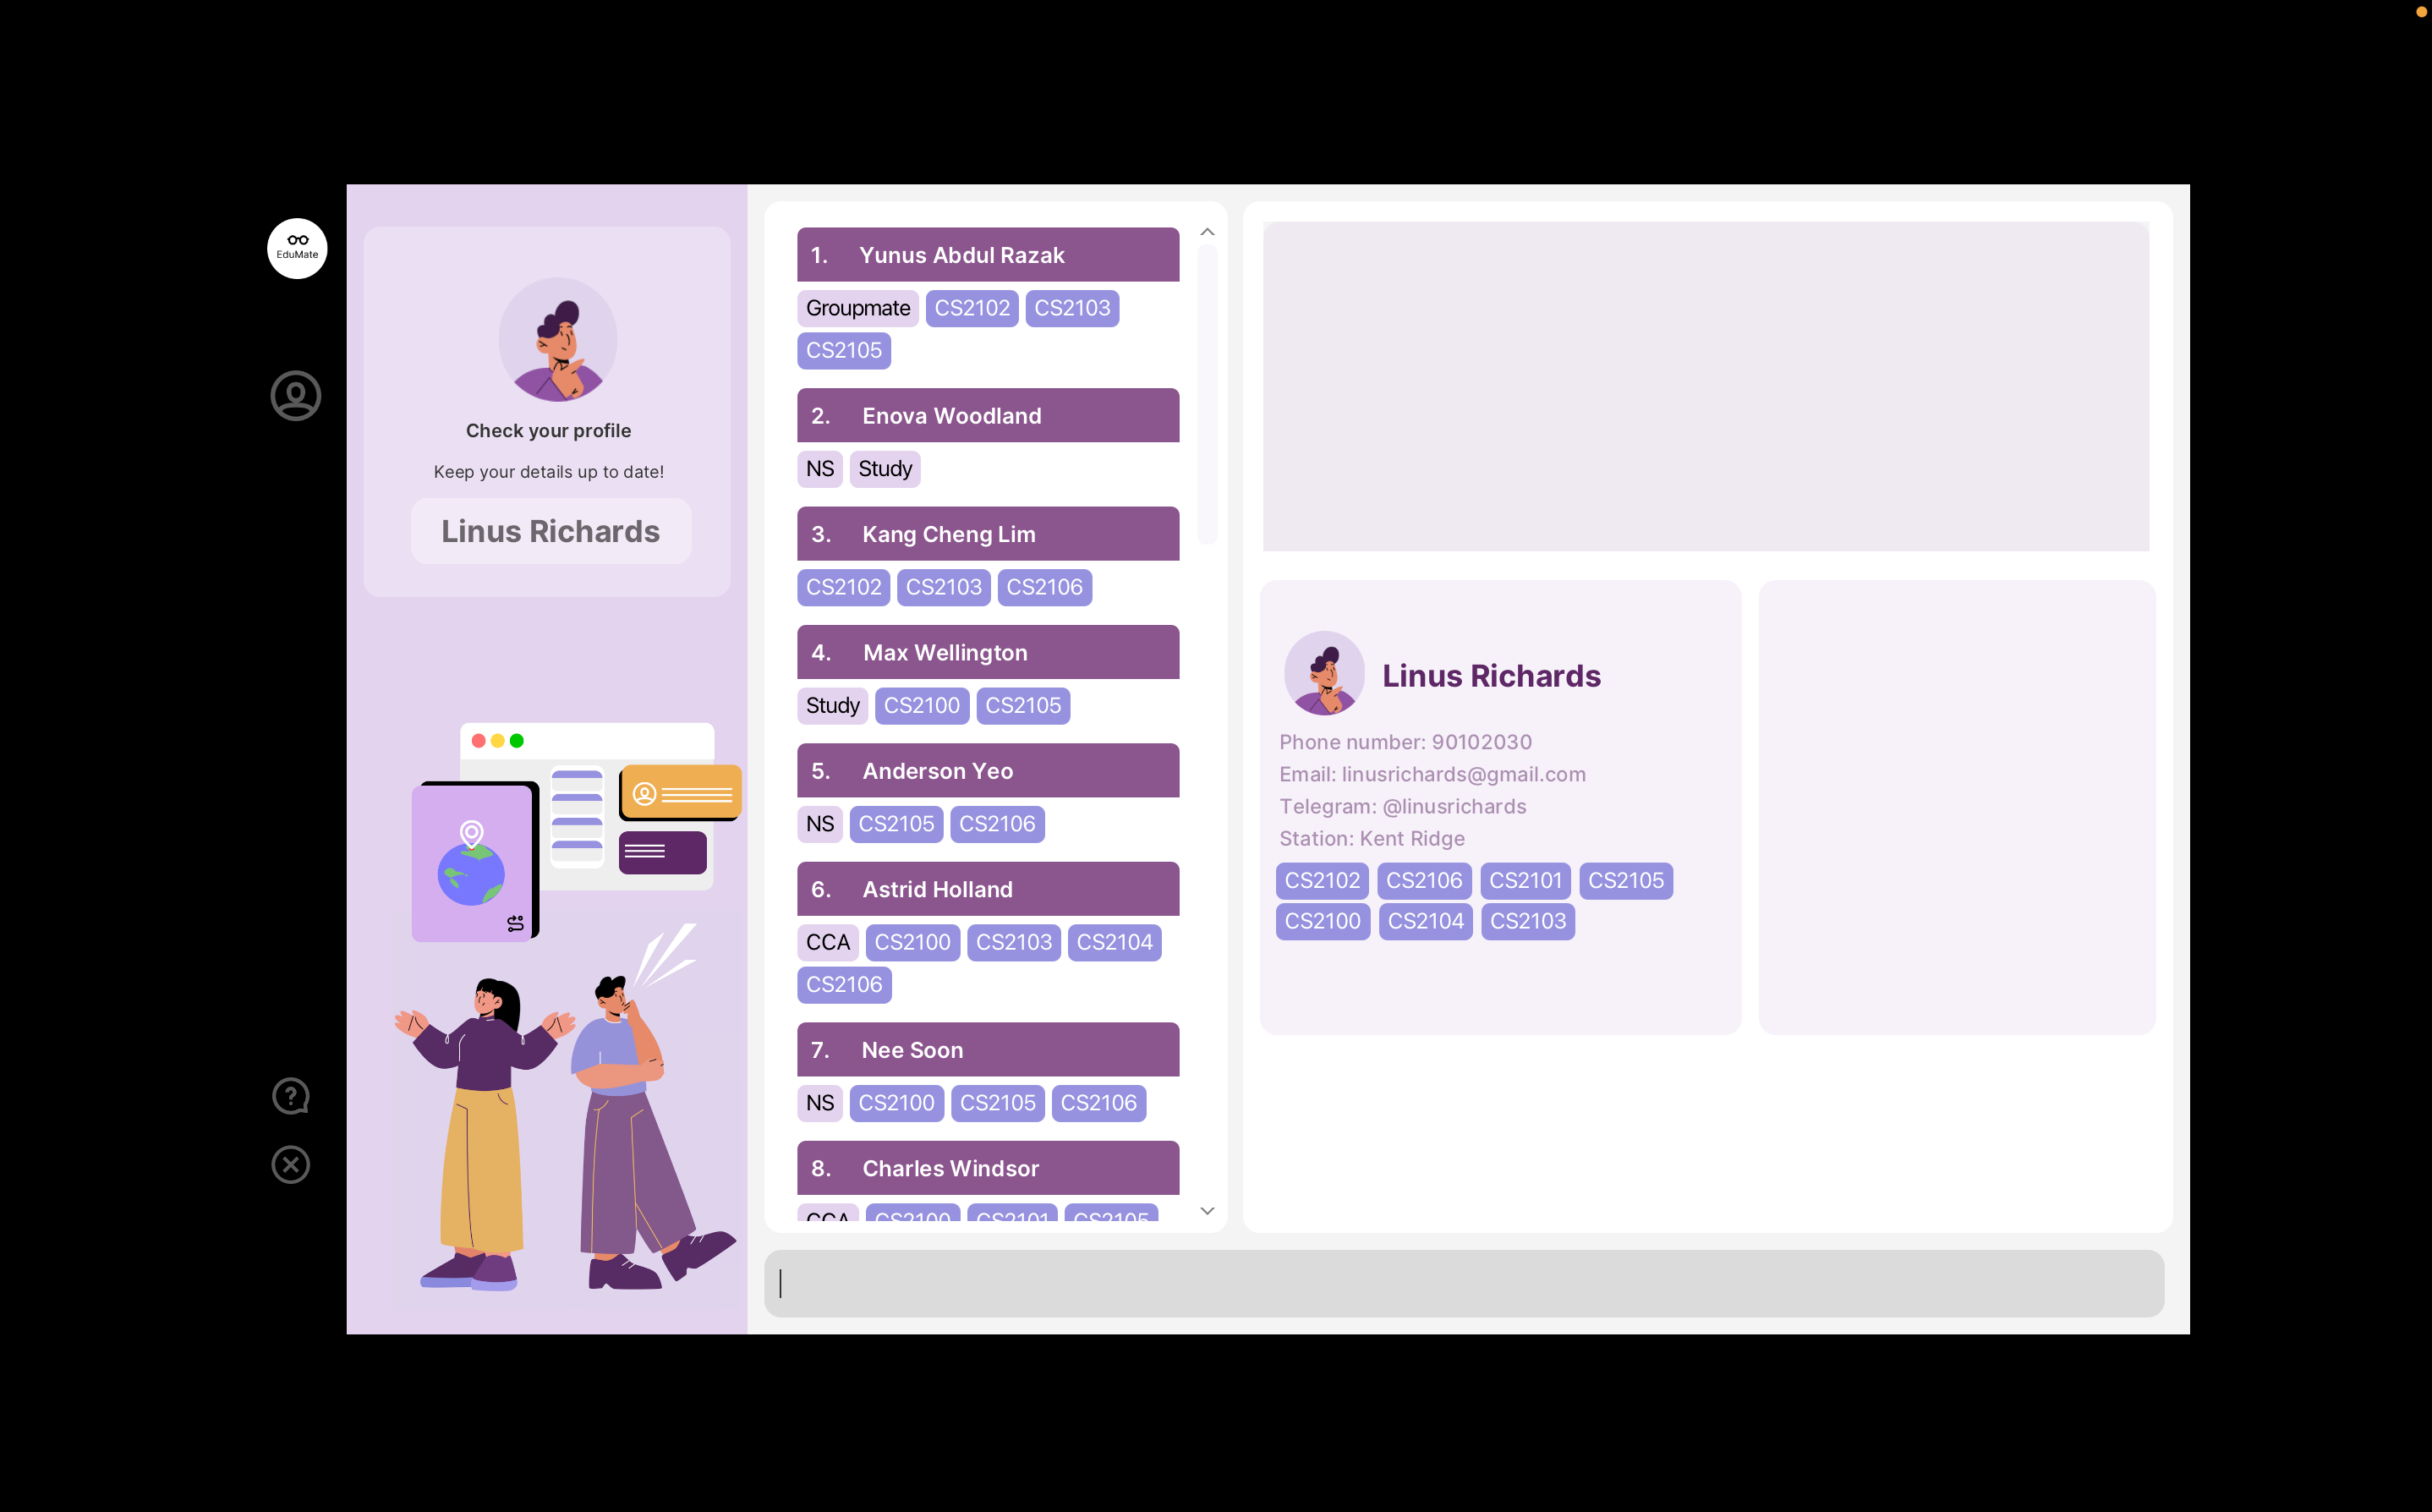 EduMate
Check your profile
Keep your details up to date!
Linus Richards
1. Yunus Abdul Razak
Groupmate CS2102 CS2103
CS2105
2. Enova Woodland
NS Study
3. Kang Cheng Lim
CS2102 CS2103 CS2106
4. Max Wellington
Study CS2100 CS2105
5. Anderson Yeo
NS CS2105 CS2106
6. Astrid Holland
CCA CS2100 CS2103 CS2104
CS2106
7. Nee Soon
NS CS2100 CS2105 CS2106
8. Charles Windsor
CCA CS2100 CS2101 CS2105
Linus Richards
Phone number: 90102030
Email: linusrichards@gmail.com
Telegram: @linusrichards
Station: Kent Ridge
CS2102 CS2106 CS2101 CS2105
CS2100 CS2104 CS2103